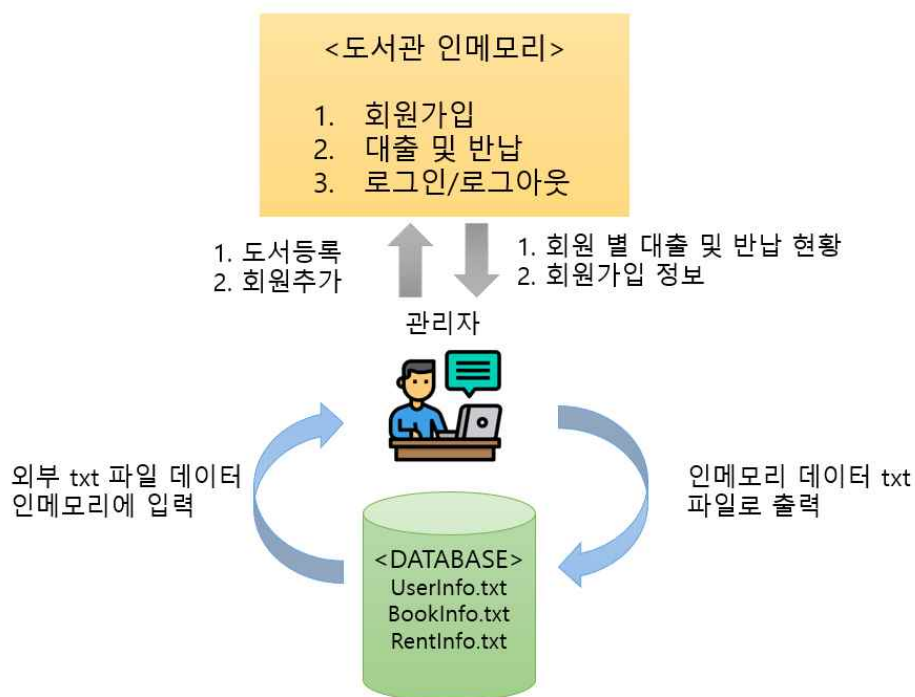 <도서관 인메모리>
1. 회원가입
2. 대출 및 반납
3. 로그인/로그아웃
1. 도서등록
2. 회원추가
1. 회원 별 대출 및 반납 현황
2. 회원가입 정보
관리자
외부 txt 파일 데이터
인메모리에 입력
인메모리 데이터 txt
파일로 출력
<DATABASE>
UserInfo.txt
BookInfo.txt
RentInfo.txt